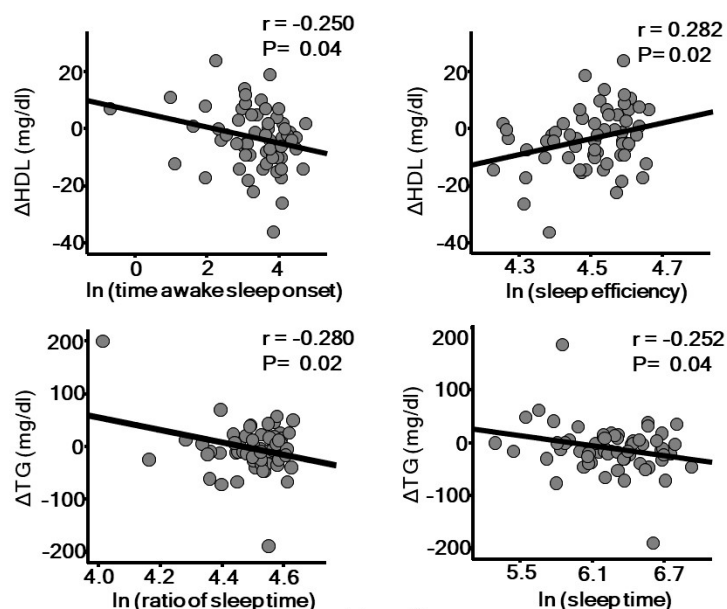 r = -0.250
P= 0.04
ΔHDL (mg/dl)
20
0
-20
-40
0
2
4
ln (time awake sleep onset)
r = 0.282
P= 0.02
ΔHDL (mg/dl)
20
0
-20
-40
4.3
4.5
4.7
ln (sleep efficiency)
r = -0.280
P= 0.02
ΔTG (mg/dl)
200
100
0
-100
-200
4.0
4.2
4.4
4.6
ln (ratio of sleep time)
r = -0.252
P= 0.04
ΔTG (mg/dl)
200
100
0
-100
-200
5.5
6.1
6.7
ln (sleep time)